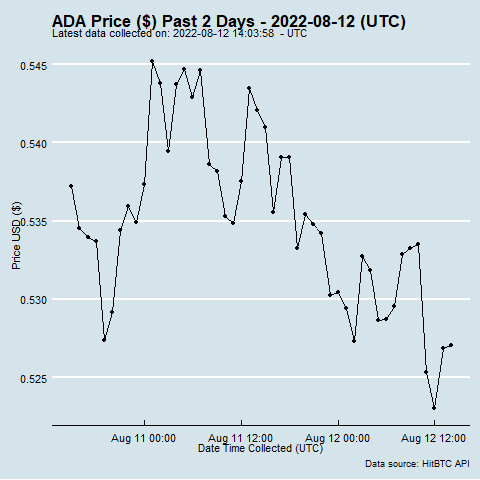 ADA Price ($) Past 2 Days - 2022-08-12 (UTC)
Latest data collected on: 2022-08-12 14:03:58 - UTC
0.545
0.540
0.535
0.530
0.525
Price USD ($)
Aug 11 00:00 Aug 11 12:00 Aug 12 00:00 Aug 12 12:00
Date Time Collected (UTC)
Data source: HitBTC API